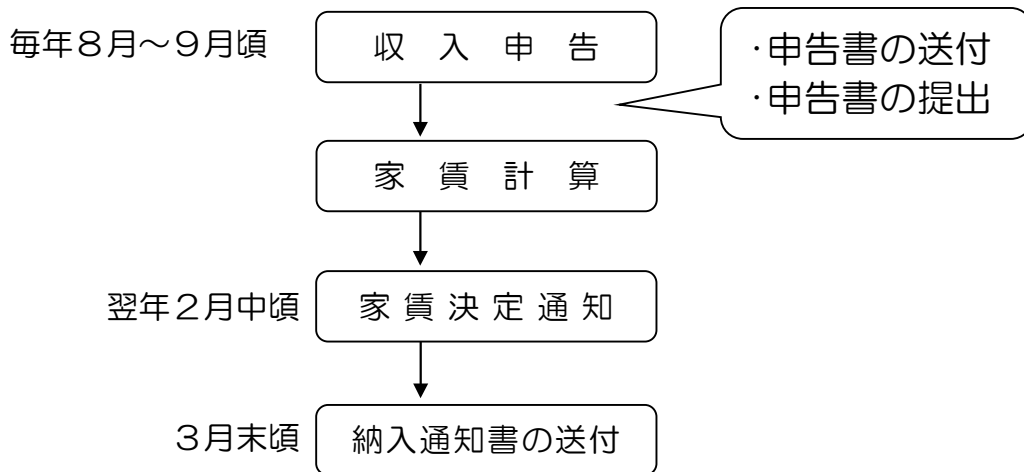 毎年８月～９月頃
収入申告
・申告書の送付
・申告書の提出
家賃計算
翌年２月中頃
家賃決定通知
３月末頃
納入通知書の送付